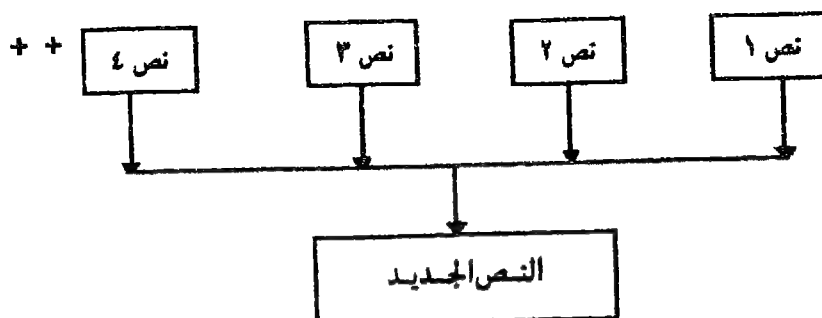 نص ١ نص ٢ نص ٣ نص ٤ + +
النص الجديد